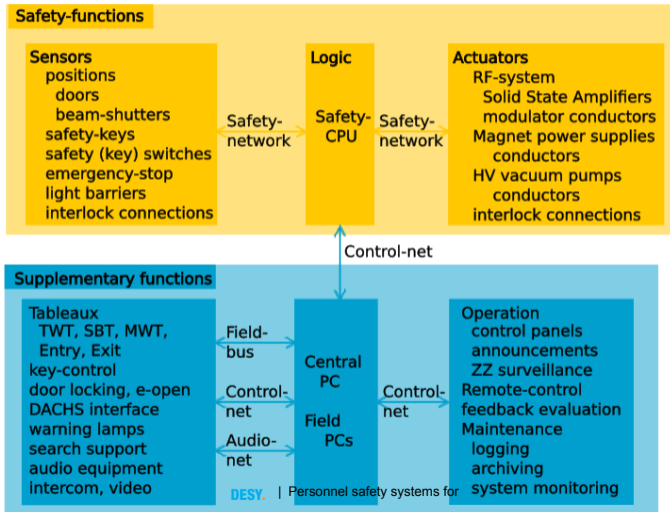 Safety-functions
Sensors
positions
doors
beam-shutters
safety-keys
safety (key) switches
emergency-stop
light barriers
interlock connections
Safety-
network
Logic
Safety-
CPU
Safety-
network
Actuators
RF-system
Solid State Amplifiers
modulator conductors
Magnet power supplies
conductors
HV vacuum pumps
conductors
interlock connections
Control-net
Supplementary functions
Tableaux
TWT, SBT, MWT,
Entry, Exit
key-control
door locking, e-open
DACHS interface
warning lamps
search support
audio equipment
intercom, video
Field-
bus
Control-
net
Audio-
net
Central
PC
Field
PCs
Control-
net
Operation
control panels
announcements
ZZ surveillance
Remote-control
feedback evaluation
Maintenance
logging
archiving
system monitoring
DESY. | Personnel safety systems for